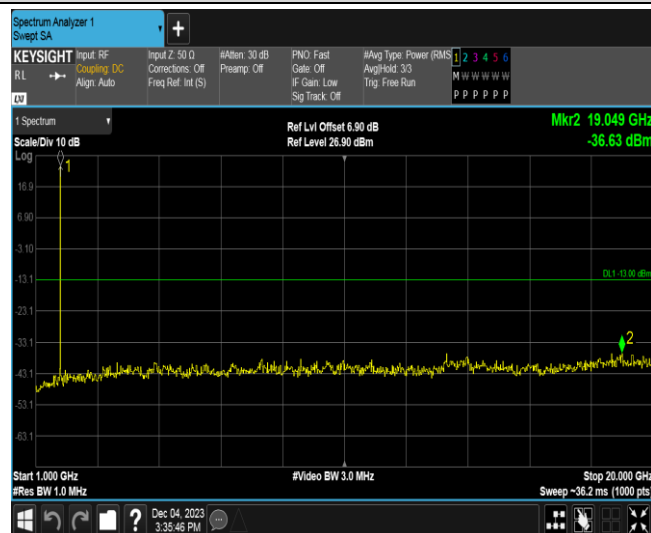 Spectrum Analyzer 1
Swept SA
+
KEYSIGHT Input: RF Input Z: 50 Ω #Atten: 30 dB PNO: Fast #Avg Type: Power (RMS 1 2 3 4 5 6
RL Coupling: DC Corrections: Off Preamp: Off Gate: Off Avg|Hold: 3/3 M W W W W W
Align: Auto Freq Ref: Int (S) IF Gain: Low Trig: Free Run
Sig Track: Off P P P P P P
LXI
1 Spectrum Ref Lvl Offset 6.90 dB Mkr2 19.049 GHz
Scale/Div 10 dB Ref Level 26.90 dBm -36.63 dBm
Log
1
16.9
6.90
-3.10
-13.1 DL1 -13.00 dBm
-23.1
-33.1
2
-43.1
-53.1
-63.1
Start 1.000 GHz #Video BW 3.0 MHz Stop 20.000 GHz
#Res BW 1.0 MHz Sweep ~36.2 ms (1000 pts)
? Dec 04, 2023
3:35:46 PM